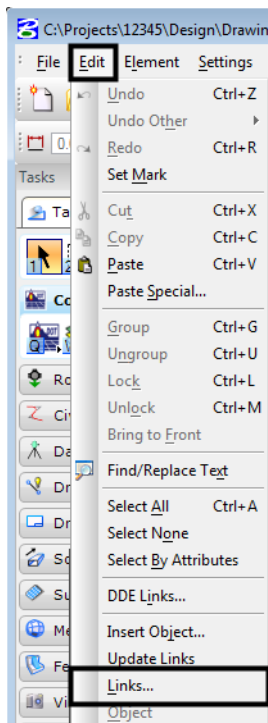 C:\Projects\12345\Design\Drawin
File Edit Element Settings
Undo Ctrl+Z
Undo Other
Redo Ctrl+R
Set Mark
Tasks
Cut Ctrl+X
Copy Ctrl+C
1
Paste Ctrl+V
Paste Special...
Group Ctrl+G
Q
Ungroup Ctrl+U
Lock Ctrl+L
Unlock Ctrl+M
Bring to Front
Find/Replace Text
Select All Ctrl+A
Select None
Select By Attributes
DDE Links...
Insert Object...
Update Links
Links...
Object